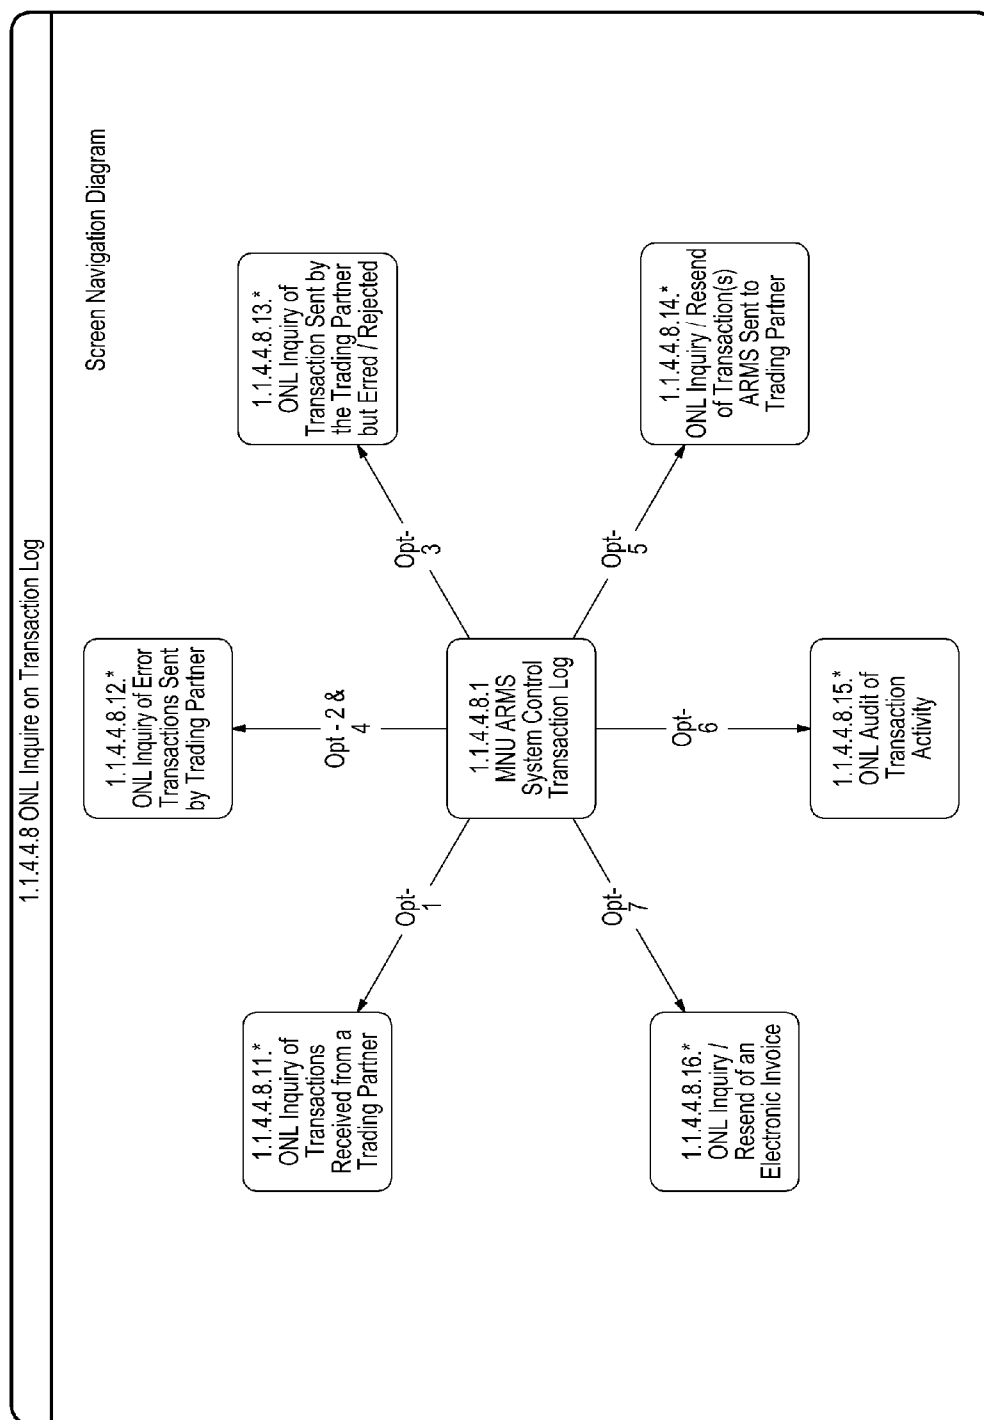 1.1.4.4.8 ONL Inquire on Transaction Log
Screen Navigation Diagram
1.1.4.4.8.11.*
ONL Inquiry of
Transactions
Received from a
Trading Partner
1.1.4.4.8.12.*
ONL Inquiry of Error
Transactions Sent
by Trading Partner
1.1.4.4.8.13.*
ONL Inquiry of
Transaction Sent by
the Trading Partner
but Erred / Rejected
Opt-
1
Opt - 2 &
4
Opt-
3
1.1.4.4.8.1
MNU ARMS
System Control
Transaction Log
Opt-
7
Opt-
6
Opt-
5
1.1.4.4.8.16.*
ONL Inquiry /
Resend of an
Electronic Invoice
1.1.4.4.8.15.*
ONL Audit of
Transaction
Activity
1.1.4.4.8.14.*
ONL Inquiry / Resend
of Transaction(s)
ARMS Sent to
Trading Partner